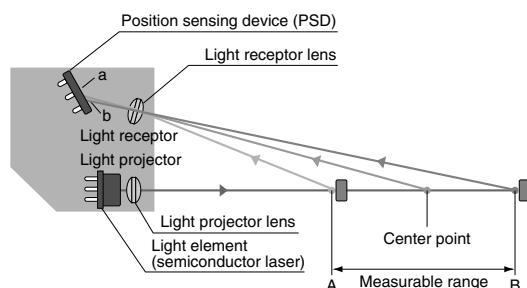 Position sensing device (PSD)
Light receptor lens
a
b
Light receptor
Light projector
Light projector lens
Light element
(semiconductor laser)
Center point
A
Measurable range
B